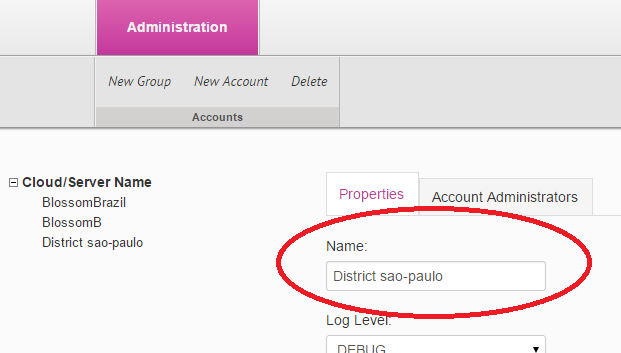 Administration
New Group New Account Delete
Accounts
Cloud/Server Name
BlossomBrazil
BlossomB
District sao-paulo
Properties Account Administrators
Name:
District sao-paulo
Log Level:
DEBUG